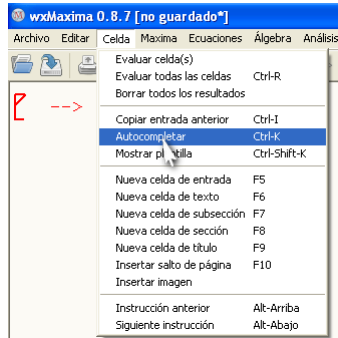 wxMaxima 0.8.7 [no guardado*]
Archivo Editar Celda Maxima Ecuaciones Álgebra Análisis
-->
Evaluar celda(s)
Evaluar todas las celdas Ctrl-R
Borrar todos los resultados
Copiar entrada anterior Ctrl-I
Autocompletar Ctrl-K
Mostrar plantilla Ctrl-Shift-K
Nueva celda de entrada F5
Nueva celda de texto F6
Nueva celda de subsección F7
Nueva celda de sección F8
Nueva celda de título F9
Insertar salto de página F10
Insertar imagen
Instrucción anterior Alt-Arriba
Siguiente instrucción Alt-Abajo